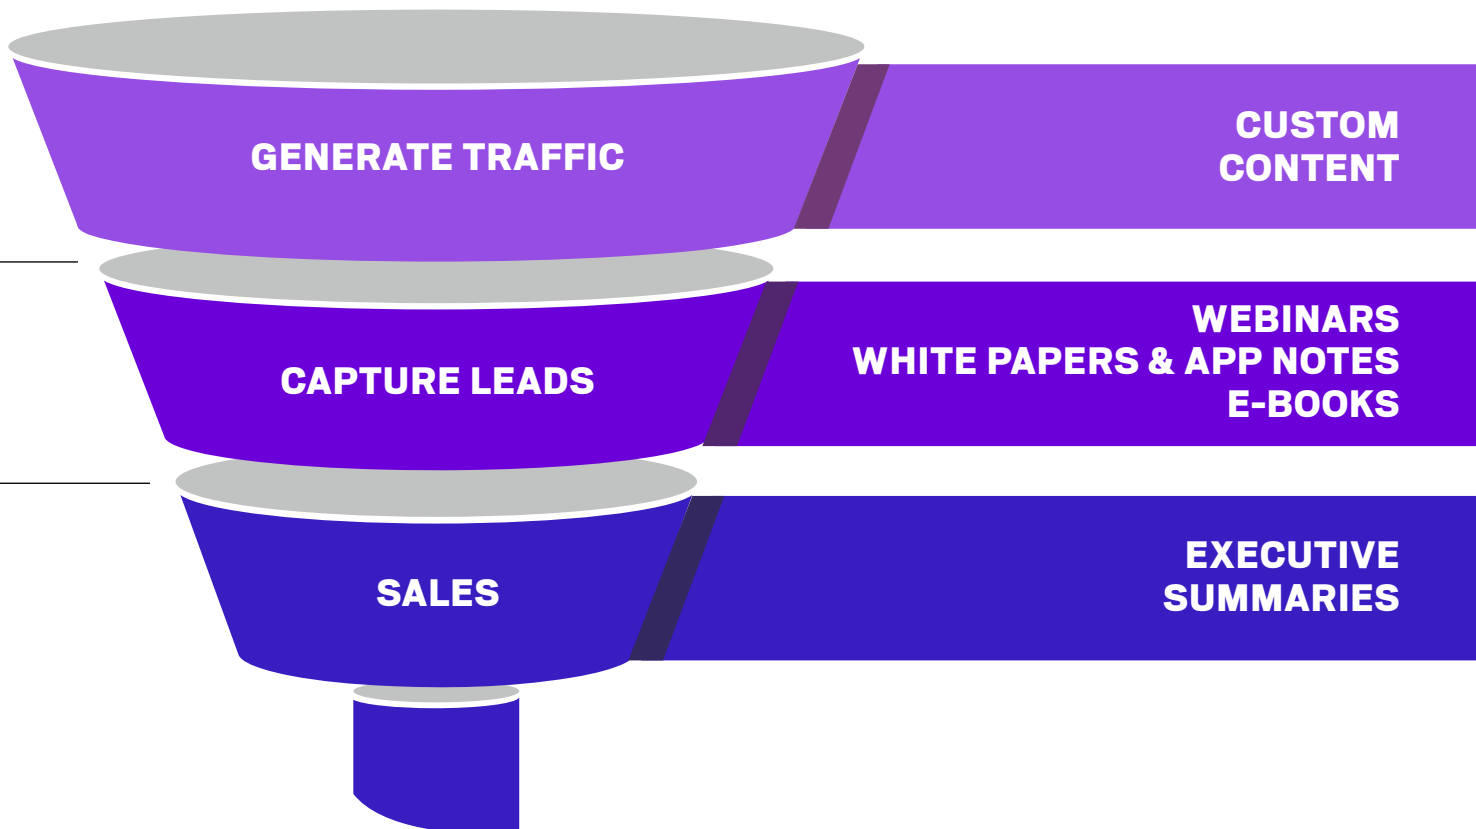 GENERATE TRAFFIC
CUSTOM
CONTENT
CAPTURE LEADS
WEBINARS
WHITE PAPERS & APP NOTES
E-BOOKS
SALES
EXECUTIVE
SUMMARIES